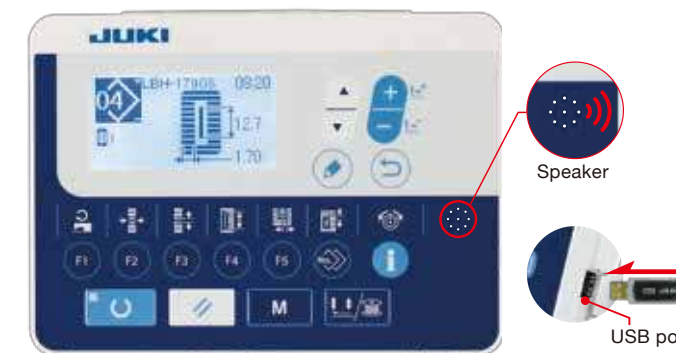 JUKI
04
LBH-1790S 09:20
12.7
1.70
Speaker
F1 F2 F3 F4 F5
i
M
USB po